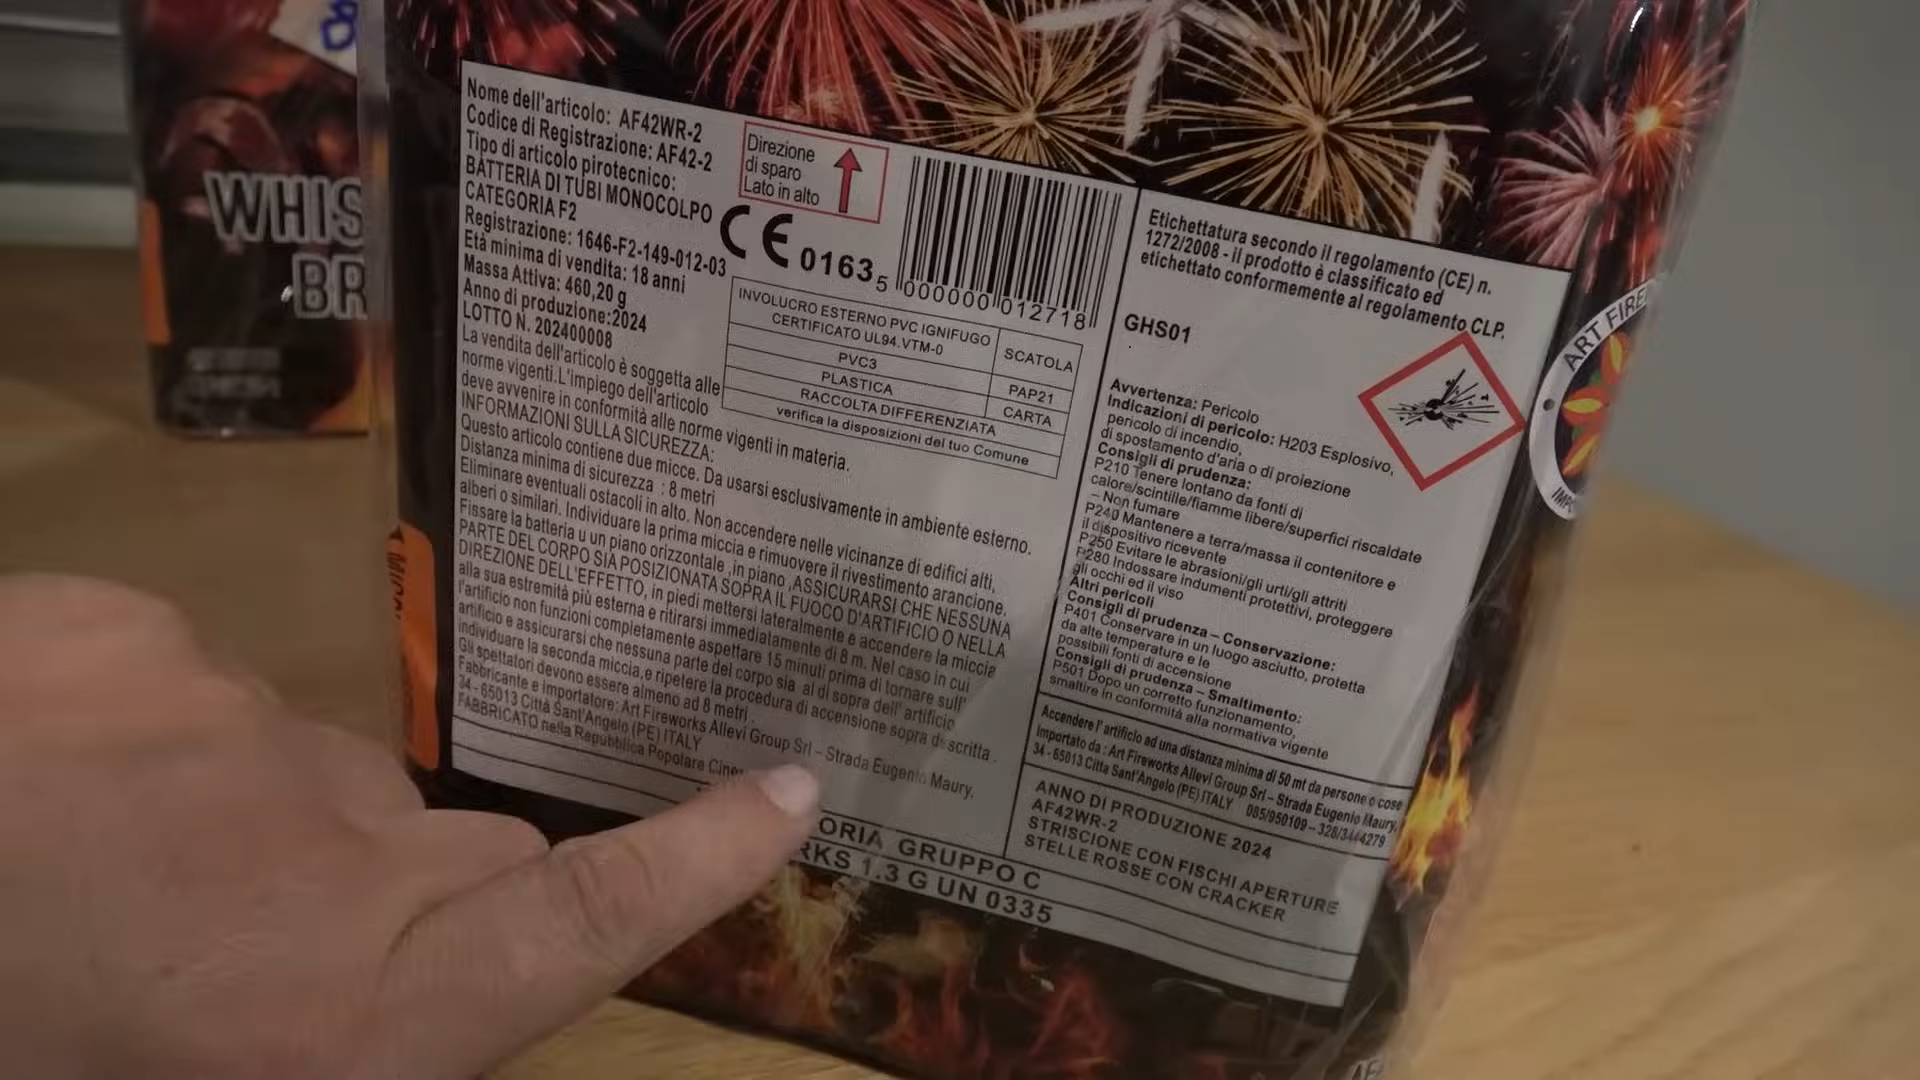 WHIS
BR
Nome dell'articolo: AF42WR-2
Codice di Registrazione: AF42-2
Tipo di articolo pirotecnico:
BATTERIA DI TUBI MONOCOLPO
CATEGORIA F2
Registrazione: 1646-F2-149-012-03
Età minima di vendita: 18 anni
Massa Attiva: 460,20 g
Anno di produzione:2024
LOTTO N. 202400008
La vendita dell'articolo è soggetta alle
norme vigenti.L'impiego dell'articolo
deve avvenire in conformità alle norme vigenti in materia.
INFORMAZIONI SULLA SICUREZZA:
Questo articolo contiene due micce. Da usarsi esclusivamente in ambiente esterno.
Distanza minima di sicurezza : 8 metri
Eliminare eventuali ostacoli in alto. Non accendere nelle vicinanze di edifici alti,
alberi o similari. Individuare la prima miccia e rimuovere il rivestimento arancione.
Fissare la batteria u un piano orizzontale ,in piano ,ASSICURARSI CHE NESSUNA
PARTE DEL CORPO SIA POSIZIONATA SOPRA IL FUOCO D'ARTIFICIO O NELLA
DIREZIONE DELL'EFFETTO, in piedi mettersi lateralmente e accendere la miccia
alla sua estremità più esterna e ritirarsi immediatamente di 8 m. Nel caso in cui
l'artificio non funzioni completamente aspettare 15 minuti prima di tornare sull'
artificio e assicurarsi che nessuna parte del corpo sia al di sopra dell' artificio
individuare la seconda miccia,e ripetere la procedura di accensione sopra descritta .
Gli spettatori devono essere almeno ad 8 metri .
Fabbricante e importatore: Art Fireworks Allevi Group Srl – Strada Eugenio Maury,
34 - 65013 Città Sant'Angelo (PE) ITALY
FABBRICATO nella Repubblica Popolare
Direzione
di sparo
Lato in alto
CE 0163
5 000000 012718
INVOLUCRO ESTERNO PVC IGNIFUGO
CERTIFICATO UL94.VTM-0
SCATOLA
PVC3
PAP21
PLASTICA
CARTA
RACCOLTA DIFFERENZIATA
verifica la disposizioni del tuo Comune
Etichettatura secondo il regolamento (CE) n.
1272/2008 - il prodotto è classificato ed
etichettato conformemente al regolamento CLP.
GHS01
Avvertenza: Pericolo
Indicazioni di pericolo: H203 Esplosivo,
pericolo di incendio,
di spostamento d'aria o di proiezione
Consigli di prudenza:
P210 Tenere lontano da fonti di
calore/scintille/fiamme libere/superfici riscaldate
– Non fumare
P240 Mantenere a terra/massa il contenitore e
il dispositivo ricevente
P250 Evitare le abrasioni/gli urti/gli attriti
P280 Indossare indumenti protettivi, proteggere
gli occhi ed il viso
Altri pericoli
Consigli di prudenza – Conservazione:
P401 Conservare in un luogo asciutto, protetta
da alte temperature e le
possibili fonti di accensione
Consigli di prudenza – Smaltimento:
P501 Dopo un corretto funzionamento,
smaltire in conformità alla normativa vigente
Accendere l'artificio ad una distanza minima di 50 mt da persone o cose
Importato da : Art Fireworks Allevi Group Srl – Strada Eugenio Maury,
34 - 65013 Citta Sant'Angelo (PE) ITALY 085/950109 – 328/3444279
ANNO DI PRODUZIONE 2024
AF42WR-2
STRISCIONE CON FISCHI APERTURE
STELLE ROSSE CON CRACKER
ORIA GRUPPO C
RKS 1.3 G UN 0335
ART FIRE